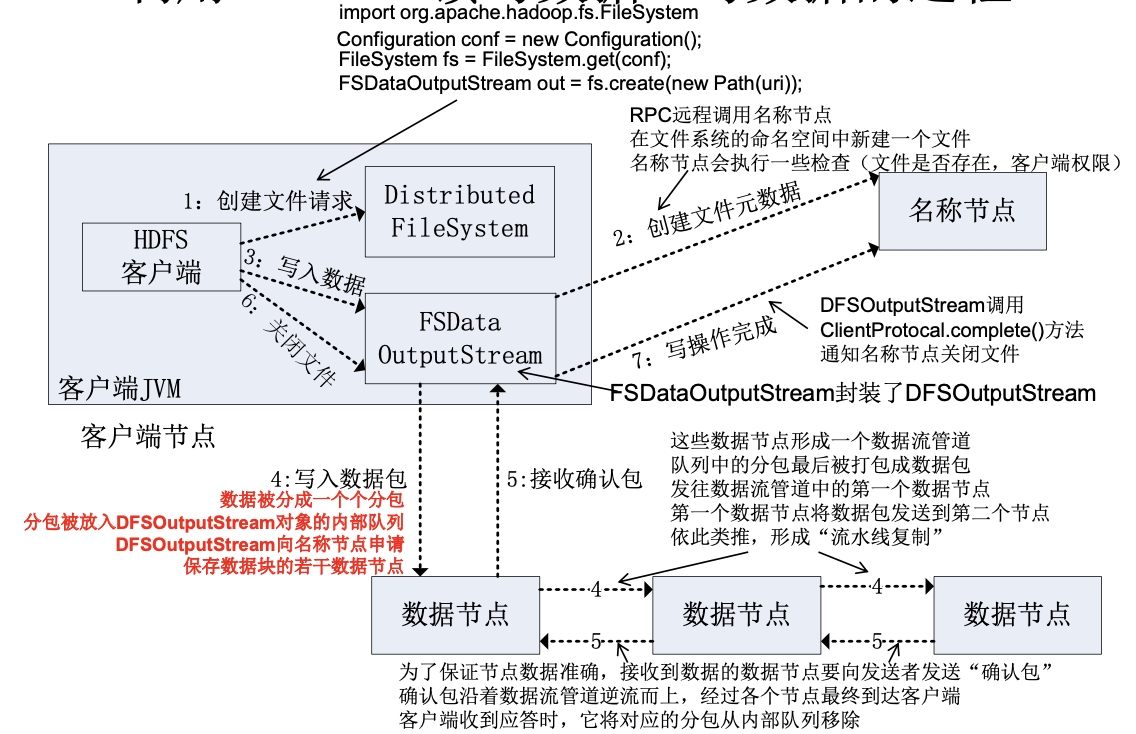 import org.apache.hadoop.fs.FileSystem
Configuration conf = new Configuration();
FileSystem fs = FileSystem.get(conf);
FSDataOutputStream out = fs.create(new Path(uri));
RPC远程调用名称节点
在文件系统的命名空间中新建一个文件
名称节点会执行一些检查（文件是否存在，客户端权限）
1：创建文件请求
Distributed
FileSystem
2：创建文件元数据
名称节点
HDFS
客户端
3：写入数据
6：关闭文件
FSData
OutputStream
7：写操作完成
DFSOutputStream调用
ClientProtocal.complete()方法
通知名称节点关闭文件
客户端JVM
FSDataOutputStream封装了DFSOutputStream
客户端节点
4:写入数据包
5:接收确认包
数据被分成一个个分包
分包被放入DFSOutputStream对象的内部队列
DFSOutputStream向名称节点申请
保存数据块的若干数据节点
这些数据节点形成一个数据流管道
队列中的分包最后被打包成数据包
发往数据流管道中的第一个数据节点
第一个数据节点将数据包发送到第二个节点
依此类推，形成“流水线复制”
数据节点
4
5
数据节点
4
5
数据节点
为了保证节点数据准确，接收到数据的数据节点要向发送者发送“确认包”
确认包沿着数据流管道逆流而上，经过各个节点最终到达客户端
客户端收到应答时，它将对应的分包从内部队列移除